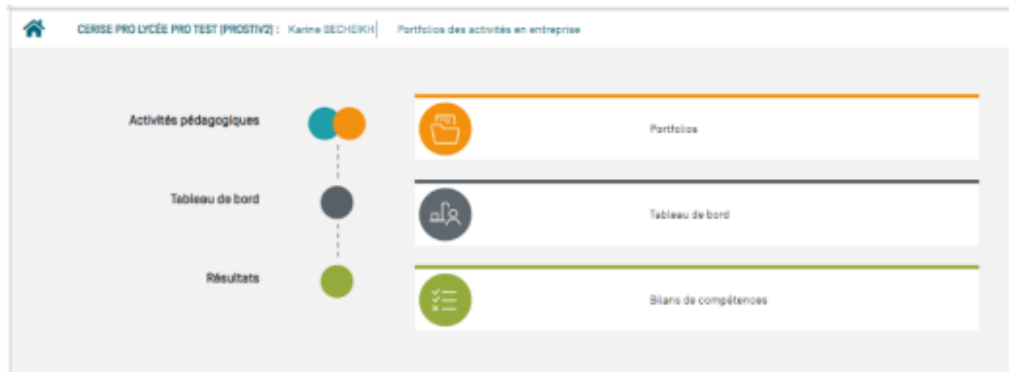 CERISE PRO LYCÉE PRO TEST (PROSTIV2) : Karine BECHEIKH Portfolios des activités en entreprise
Activités pédagogiques
Portfolios
Tableau de bord
Tableau de bord
Résultats
Bilans de compétences